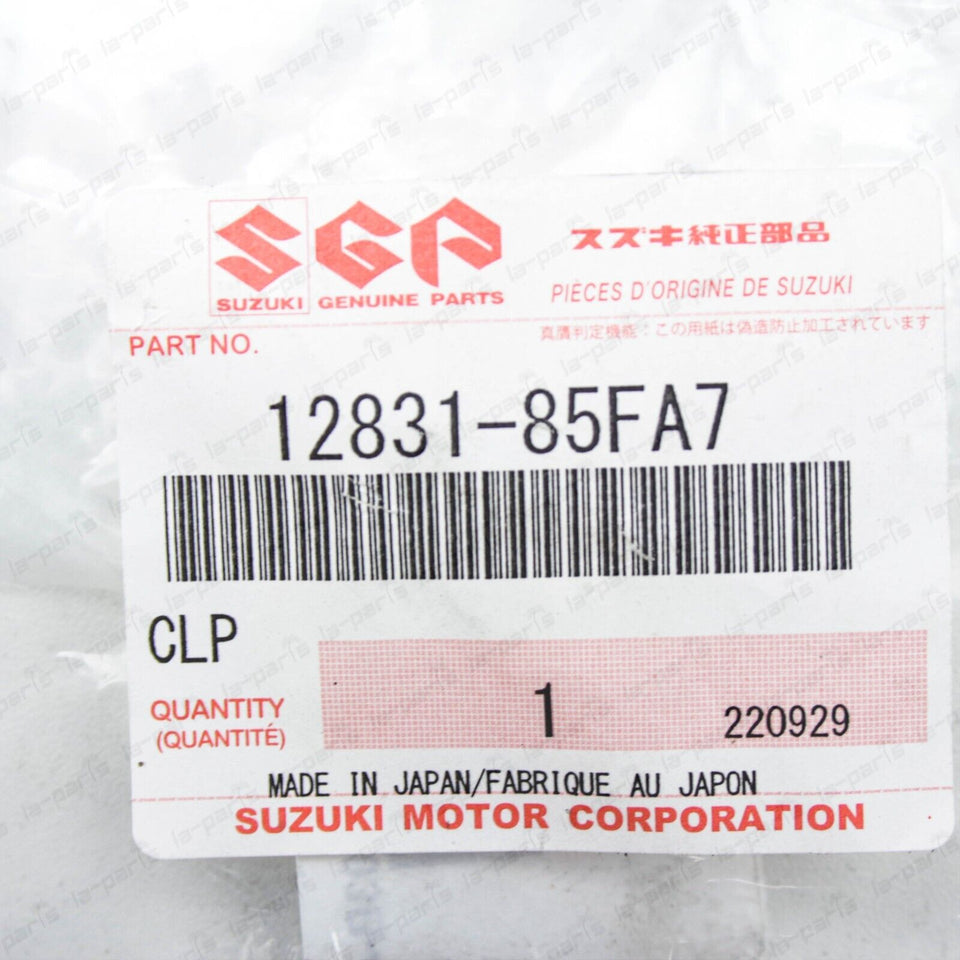 SGP スズキ純正部品
SUZUKI GENUINE PARTS PIÈCES D'ORIGINE DE SUZUKI
真贋判定機能：この用紙は偽造防止加工されています
PART NO.
12831-85FA7
CLP
QUANTITY
(QUANTITÉ)
1 220929
MADE IN JAPAN/FABRIQUE AU JAPON
SUZUKI MOTOR CORPORATION
la-parts